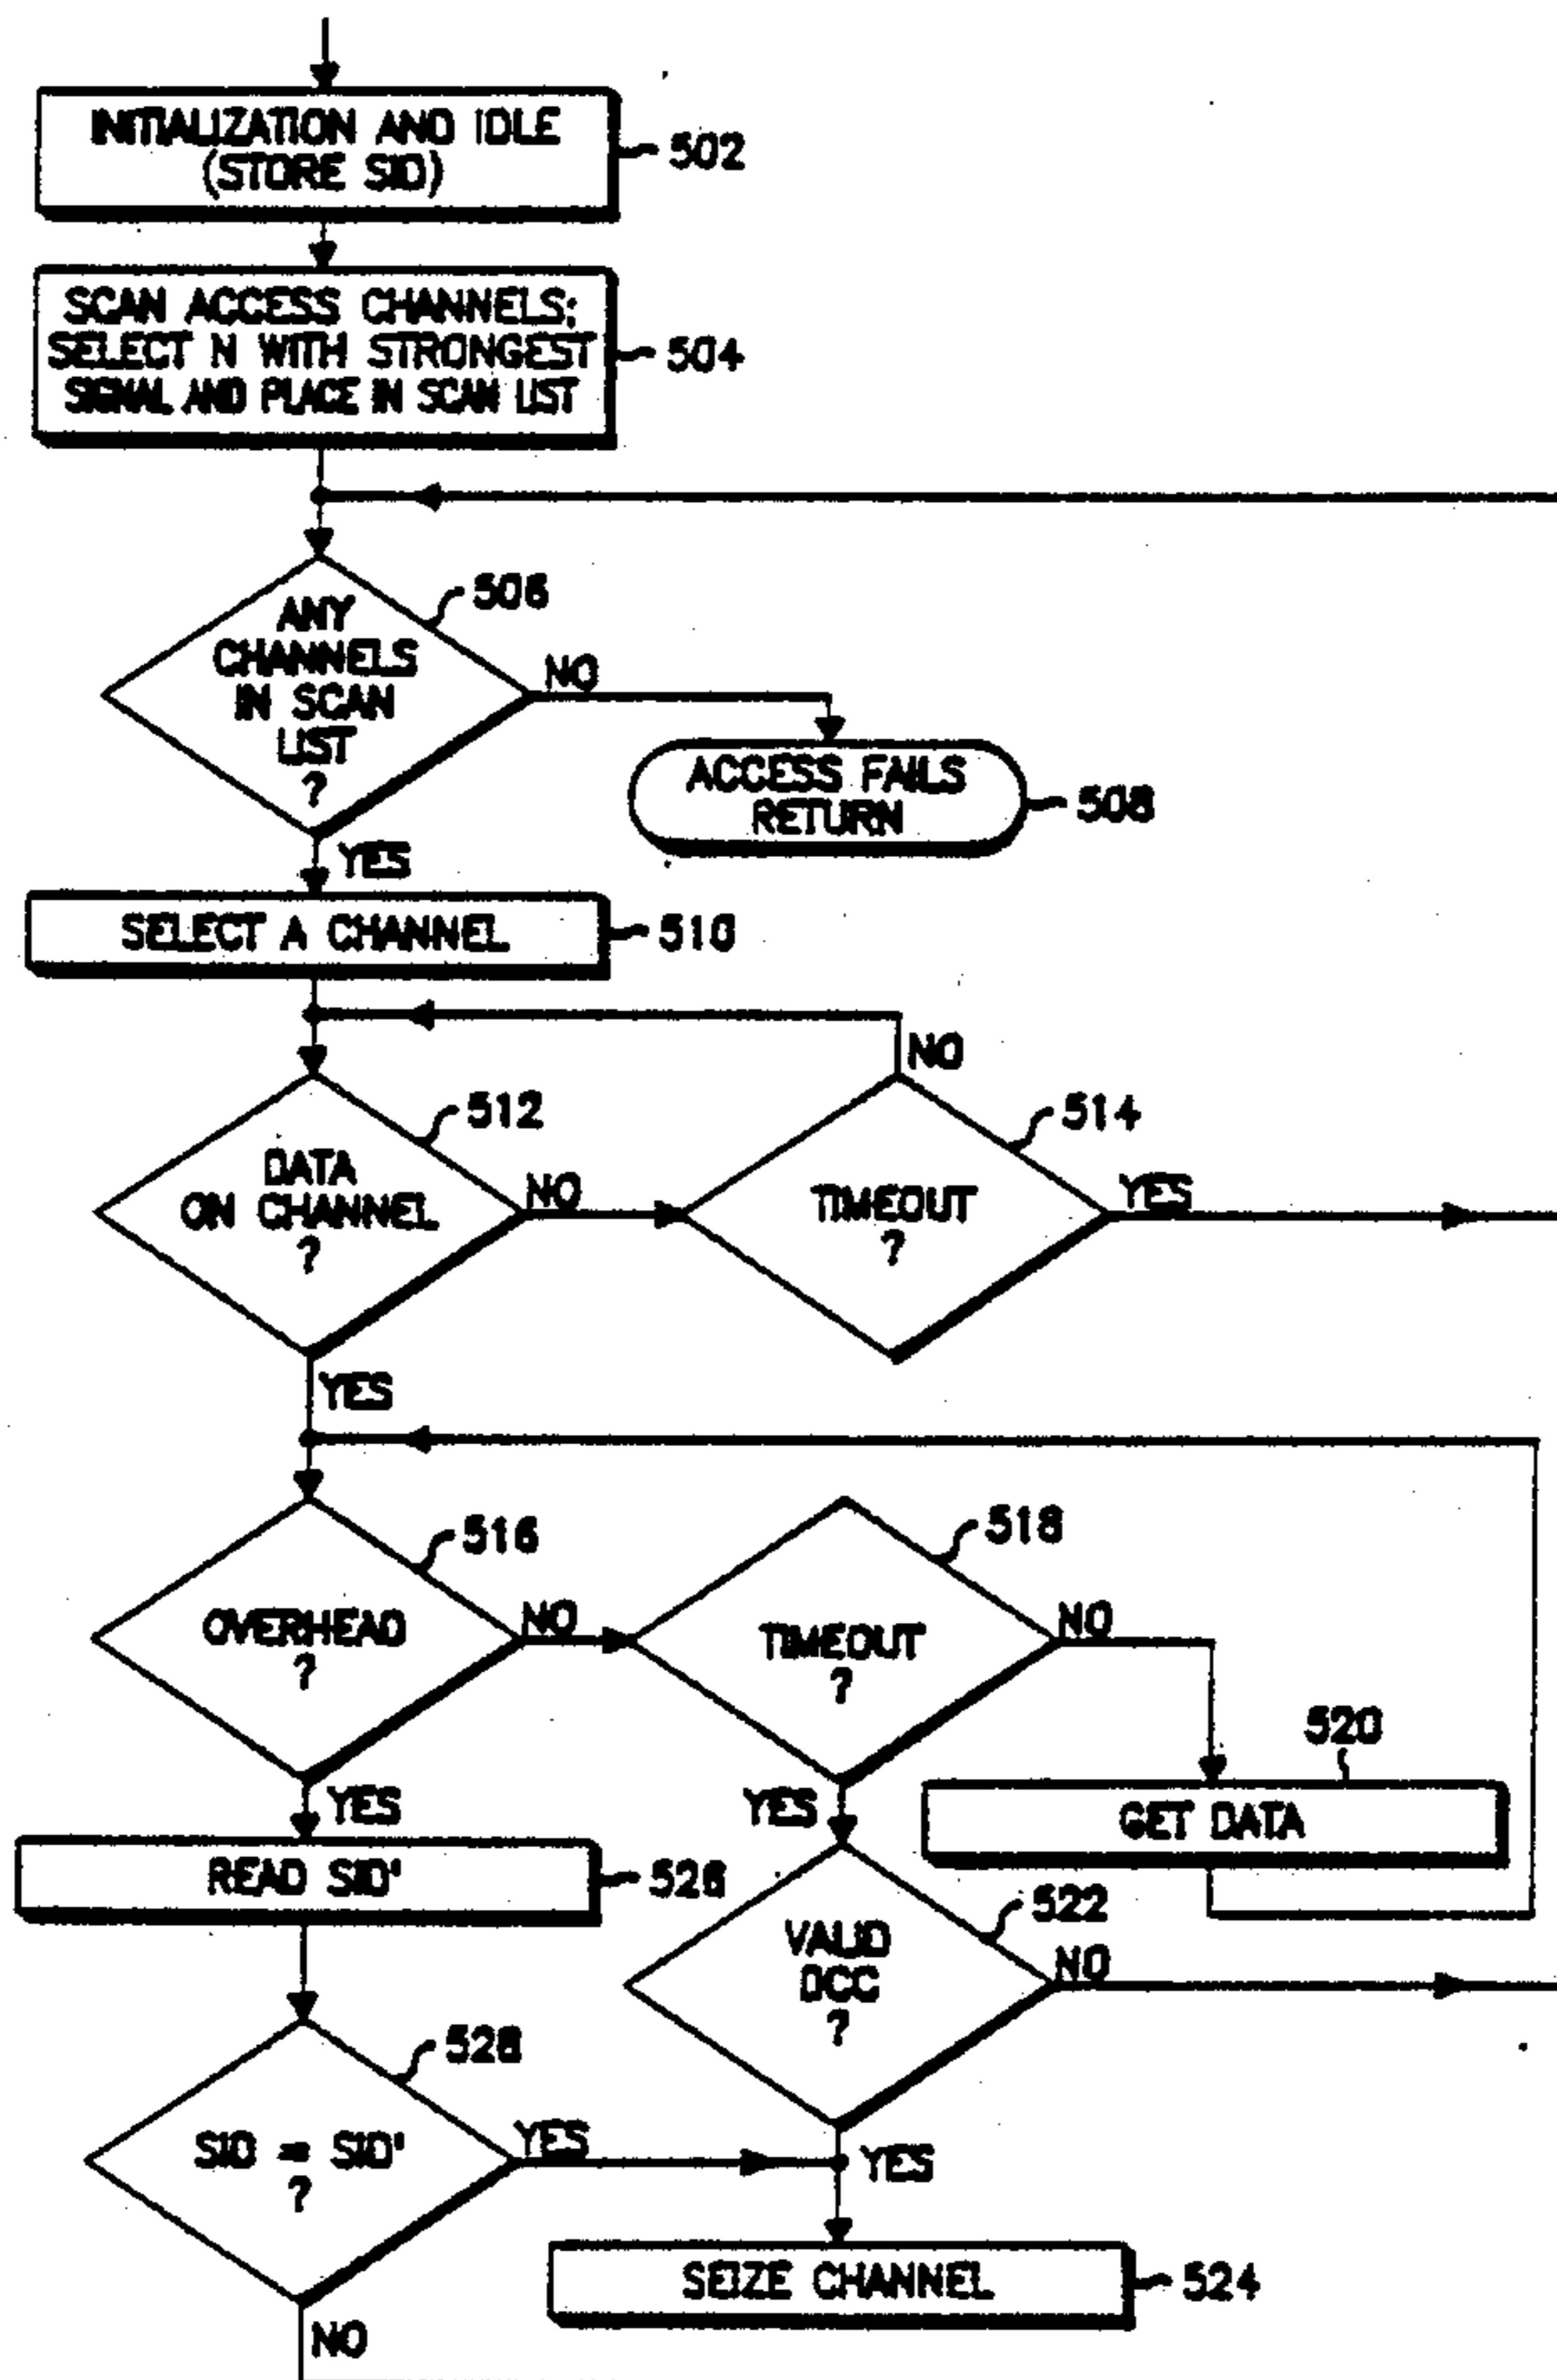 INITIALIZATION AND IDLE
(STORE SID)
502
SCAN ACCESS CHANNELS;
SELECT N WITH STRONGEST
SIGNAL AND PLACE IN SCAN LIST
504
ANY
CHANNELS
IN SCAN
LIST
?
506
NO
ACCESS FAILS
RETURN
508
YES
SELECT A CHANNEL
510
NO
DATA
ON CHANNEL
?
512
NO
TIMEOUT
?
514
YES
YES
OVERHEAD
?
516
NO
TIMEOUT
?
518
NO
520
GET DATA
YES
YES
READ SID'
526
VALID
DCC
?
522
NO
SID = SID'
?
528
YES
YES
SEIZE CHANNEL
524
NO